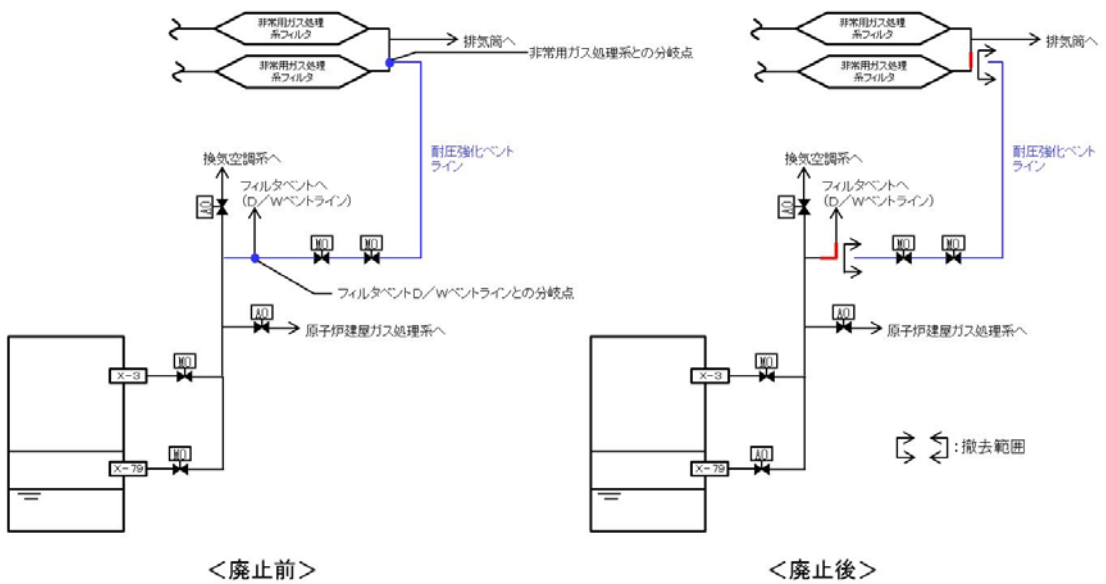 非常用ガス処理
系フィルタ
非常用ガス処理
系フィルタ
排気筒へ
非常用ガス処理系との分岐点
耐圧強化ベント
ライン
換気空調系へ
フィルタベントへ
(D/Wベントライン)
AO
MO
MO
フィルタベントD/Wベントラインとの分岐点
AO
原子炉建屋ガス処理系へ
MO
X-3
MO
X-79
<廃止前>
非常用ガス処理
系フィルタ
非常用ガス処理
系フィルタ
排気筒へ
耐圧強化ベント
ライン
換気空調系へ
フィルタベントへ
(D/Wベントライン)
AO
MO
MO
AO
原子炉建屋ガス処理系へ
MO
X-3
AO
X-79
:撤去範囲
<廃止後>